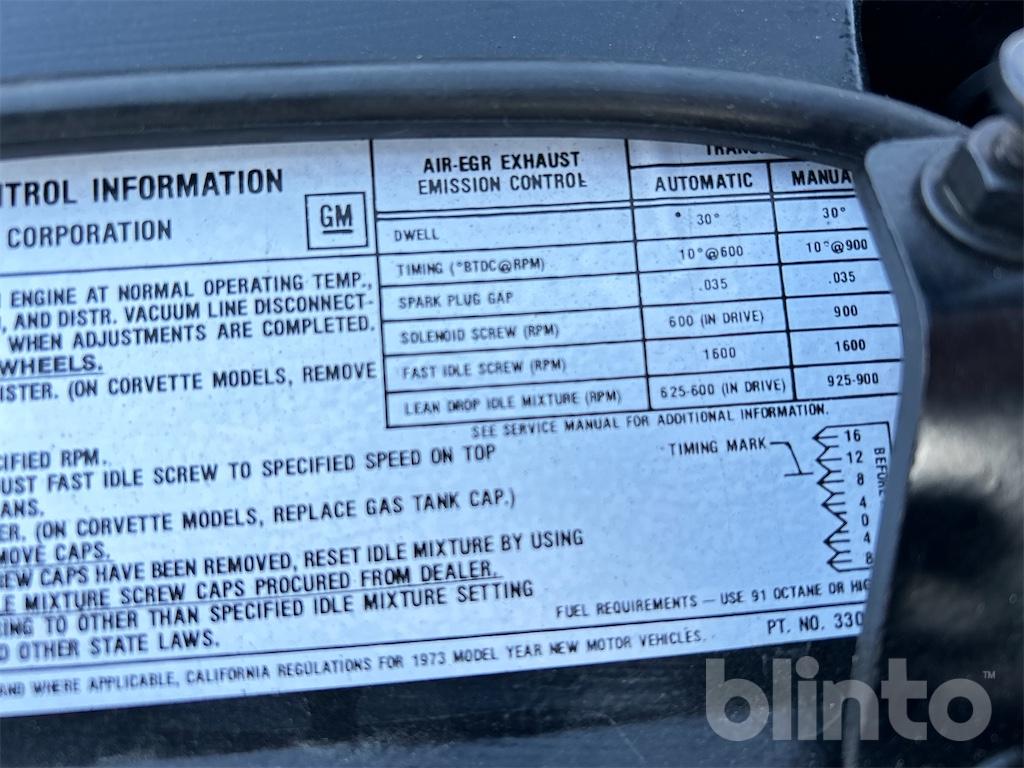 TROL INFORMATION
CORPORATION
GM
ENGINE AT NORMAL OPERATING TEMP.,
AND DISTR. VACUUM LINE DISCONNECT-
WHEN ADJUSTMENTS ARE COMPLETED.
WHEELS.
ISTER. (ON CORVETTE MODELS, REMOVE
CIFIED RPM.
UST FAST IDLE SCREW TO SPECIFIED SPEED ON TOP
ANS.
ER. (ON CORVETTE MODELS, REPLACE GAS TANK CAP.)
MOVE CAPS.
EW CAPS HAVE BEEN REMOVED, RESET IDLE MIXTURE BY USING
LE MIXTURE SCREW CAPS PROCURED FROM DEALER.
ING TO OTHER THAN SPECIFIED IDLE MIXTURE SETTING
OTHER STATE LAWS.
AND WHERE APPLICABLE, CALIFORNIA REGULATIONS FOR 1973 MODEL YEAR NEW MOTOR VEHICLES.
AIR-EGR EXHAUST
EMISSION CONTROL
AUTOMATIC MANUA
DWELL 30° 30°
TIMING (°BTDC@RPM) 10°@600 10°@900
SPARK PLUG GAP .035 .035
SOLENOID SCREW (RPM) 600 (IN DRIVE) 900
FAST IDLE SCREW (RPM) 1600 1600
LEAN DROP IDLE MIXTURE (RPM) 625-600 (IN DRIVE) 925-900
SEE SERVICE MANUAL FOR ADDITIONAL INFORMATION.
TIMING MARK
16
12
8
4
0
4
8
BEFORE
FUEL REQUIREMENTS — USE 91 OCTANE OR HIG
PT. NO. 330
blinto™